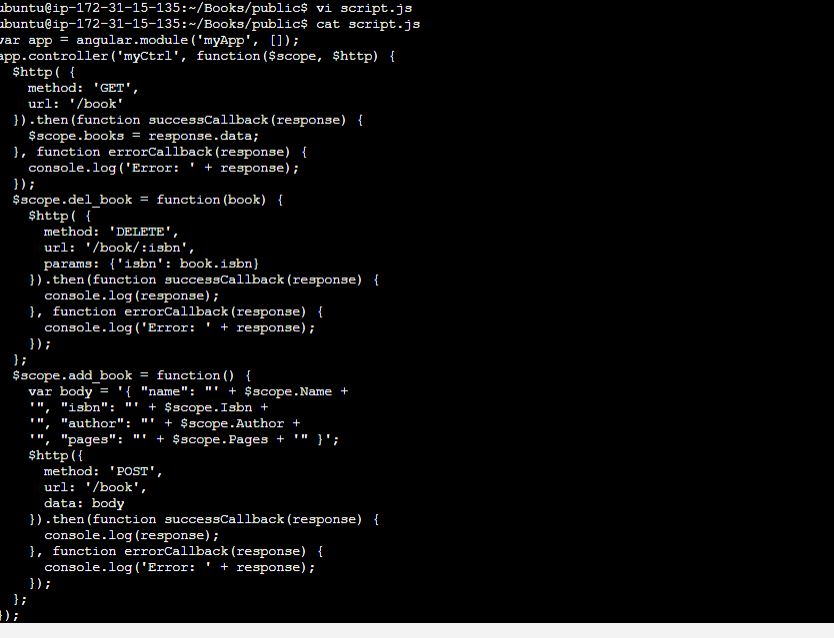 ubuntu@ip-172-31-15-135:~/Books/public$ vi script.js
ubuntu@ip-172-31-15-135:~/Books/public$ cat script.js
var app = angular.module('myApp', []);
app.controller('myCtrl', function($scope, $http) {
  $http( {
    method: 'GET',
    url: '/book'
  }).then(function successCallback(response) {
    $scope.books = response.data;
  }, function errorCallback(response) {
    console.log('Error: ' + response);
  });
  $scope.del_book = function(book) {
    $http( {
      method: 'DELETE',
      url: '/book/:isbn',
      params: {'isbn': book.isbn}
    }).then(function successCallback(response) {
      console.log(response);
    }, function errorCallback(response) {
      console.log('Error: ' + response);
    });
  };
  $scope.add_book = function() {
    var body = '{ "name": "' + $scope.Name +
    '", "isbn": "' + $scope.Isbn +
    '", "author": "' + $scope.Author +
    '", "pages": "' + $scope.Pages + '" }';
    $http({
      method: 'POST',
      url: '/book',
      data: body
    }).then(function successCallback(response) {
      console.log(response);
    }, function errorCallback(response) {
      console.log('Error: ' + response);
    });
  };
});